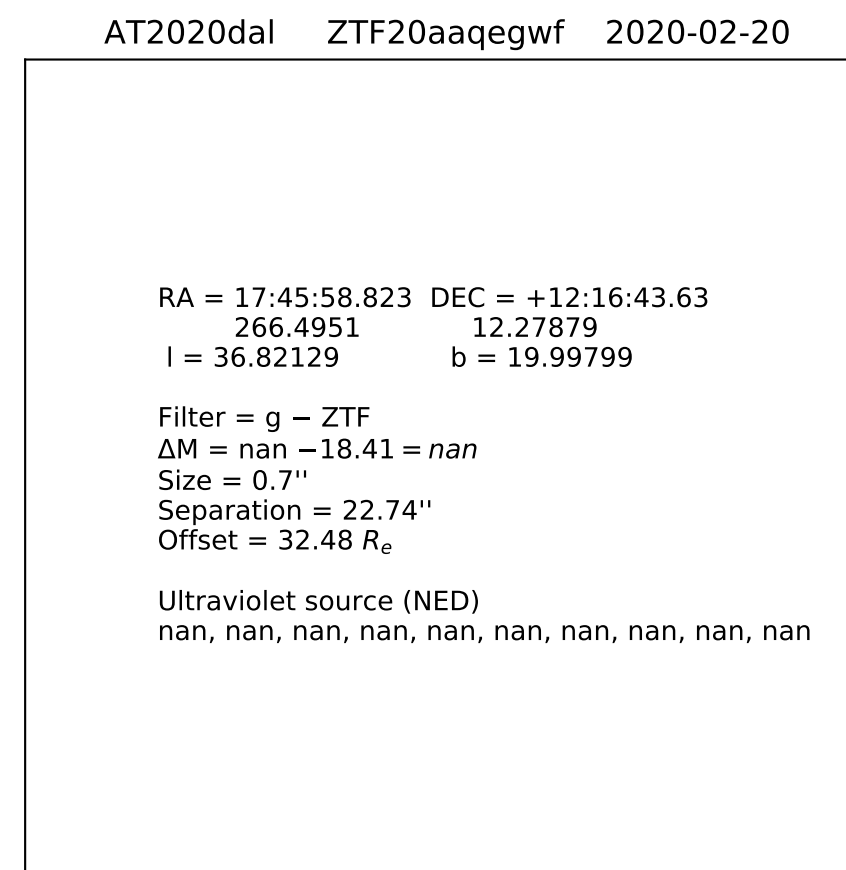 AT2020dal ZTF20aaqegwf 2020-02-20
RA = 17:45:58.823 DEC = +12:16:43.63
266.4951 12.27879
l = 36.82129 b = 19.99799
Filter = g − ZTF
ΔM = nan −18.41 = nan
Size = 0.7''
Separation = 22.74''
Offset = 32.48 Rₑ
Ultraviolet source (NED)
nan, nan, nan, nan, nan, nan, nan, nan, nan, nan